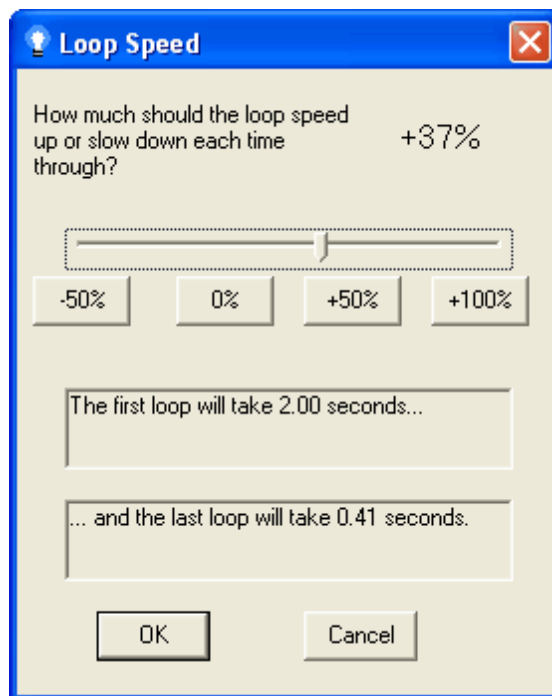 Loop Speed
How much should the loop speed
up or slow down each time
through?
+37%
-50%
0%
+50%
+100%
The first loop will take 2.00 seconds...
... and the last loop will take 0.41 seconds.
OK
Cancel